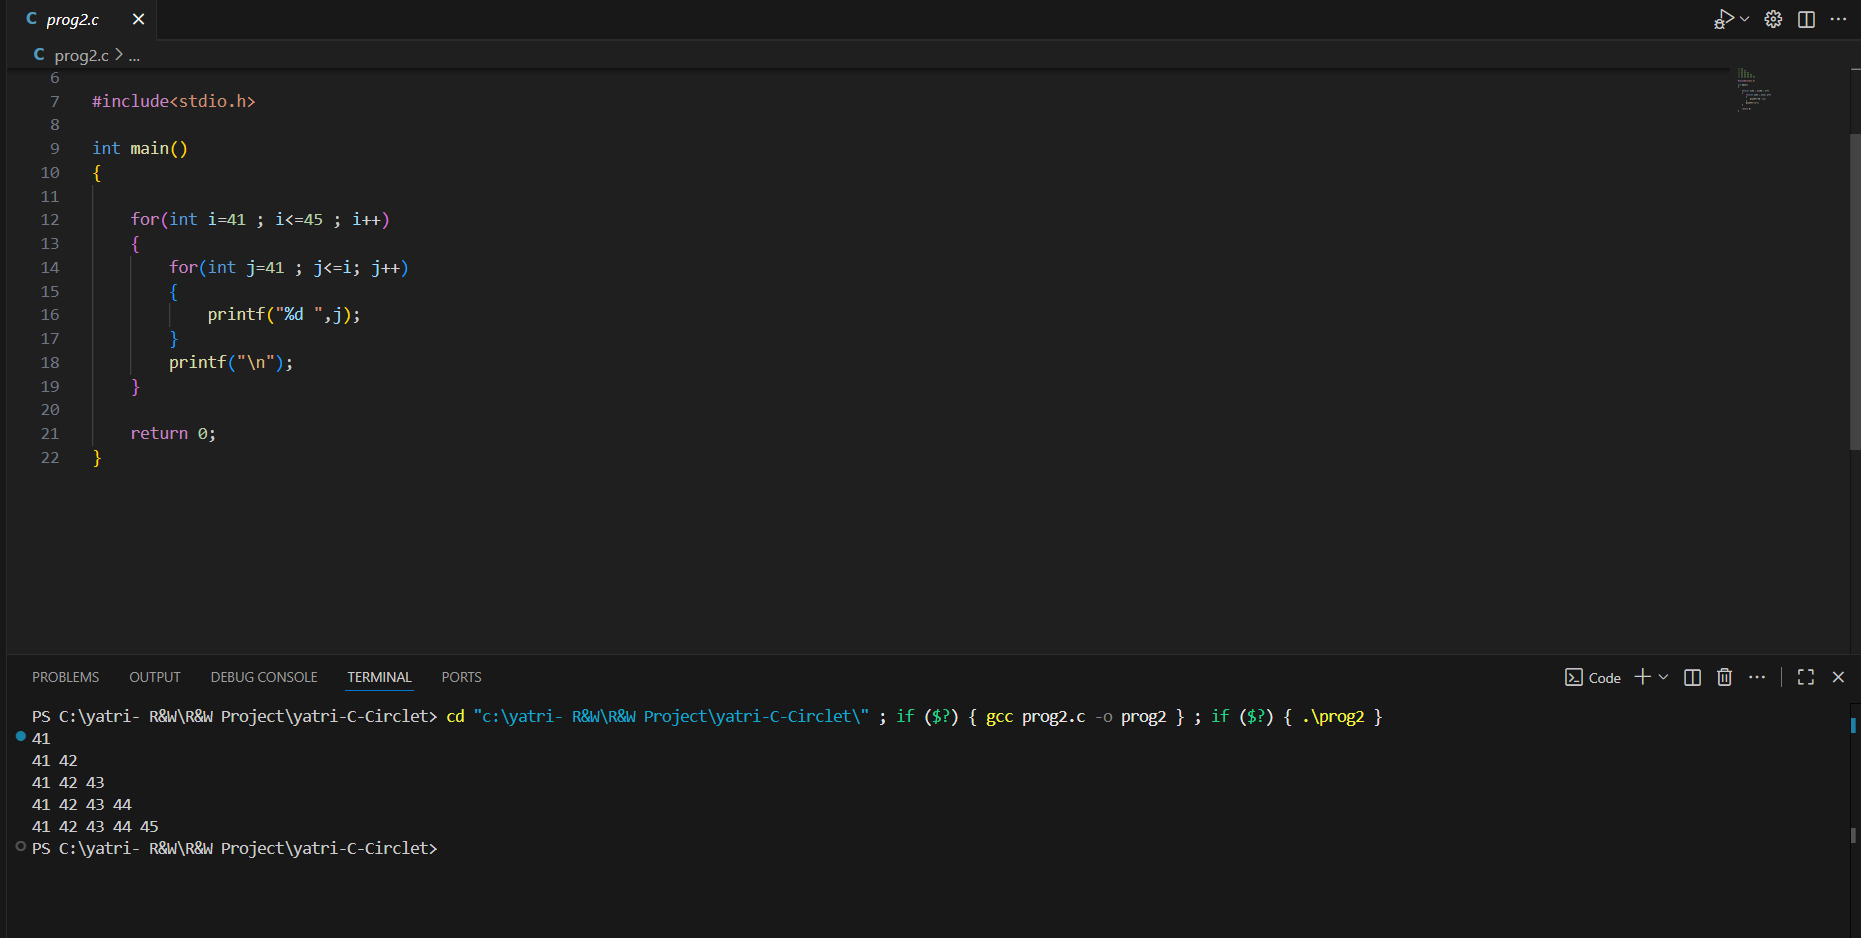 C prog2.c
C prog2.c > ...
6
7 #include<stdio.h>
8
9 int main()
10 {
11
12     for(int i=41 ; i<=45 ; i++)
13     {
14         for(int j=41 ; j<=i; j++)
15         {
16             printf("%d ",j);
17         }
18         printf("\n");
19     }
20
21     return 0;
22 }
PROBLEMS OUTPUT DEBUG CONSOLE TERMINAL PORTS Code
PS C:\yatri- R&W\R&W Project\yatri-C-Circlet> cd "c:\yatri- R&W\R&W Project\yatri-C-Circlet\" ; if ($?) { gcc prog2.c -o prog2 } ; if ($?) { .\prog2 }
41
41 42
41 42 43
41 42 43 44
41 42 43 44 45
PS C:\yatri- R&W\R&W Project\yatri-C-Circlet>